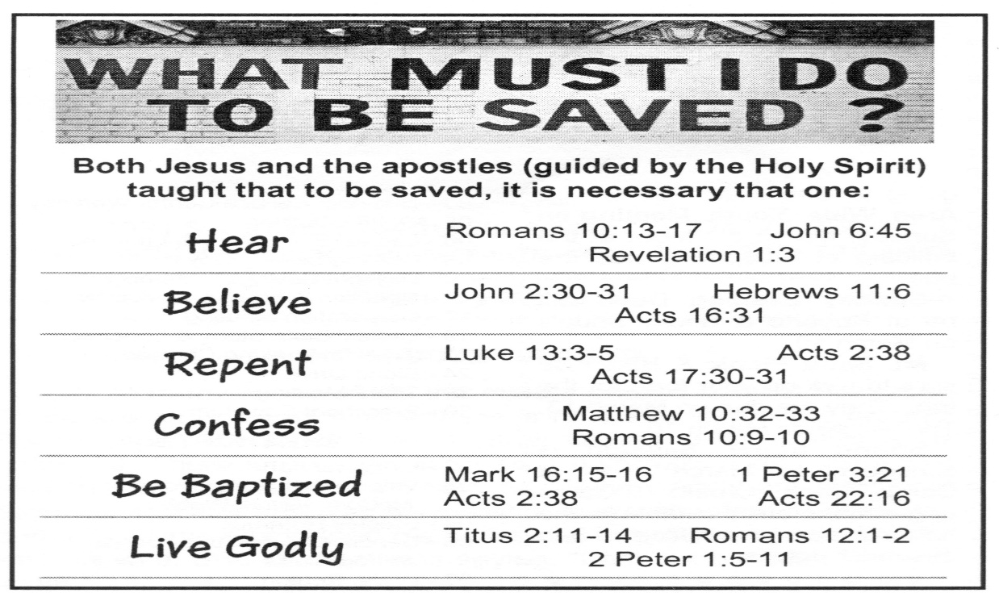 WHAT MUST I DO
TO BE SAVED ?
Both Jesus and the apostles (guided by the Holy Spirit)
taught that to be saved, it is necessary that one:
Hear
Romans 10:13-17 John 6:45
Revelation 1:3
Believe
John 2:30-31 Hebrews 11:6
Acts 16:31
Repent
Luke 13:3-5 Acts 2:38
Acts 17:30-31
Confess
Matthew 10:32-33
Romans 10:9-10
Be Baptized
Mark 16:15-16 1 Peter 3:21
Acts 2:38 Acts 22:16
Live Godly
Titus 2:11-14 Romans 12:1-2
2 Peter 1:5-11